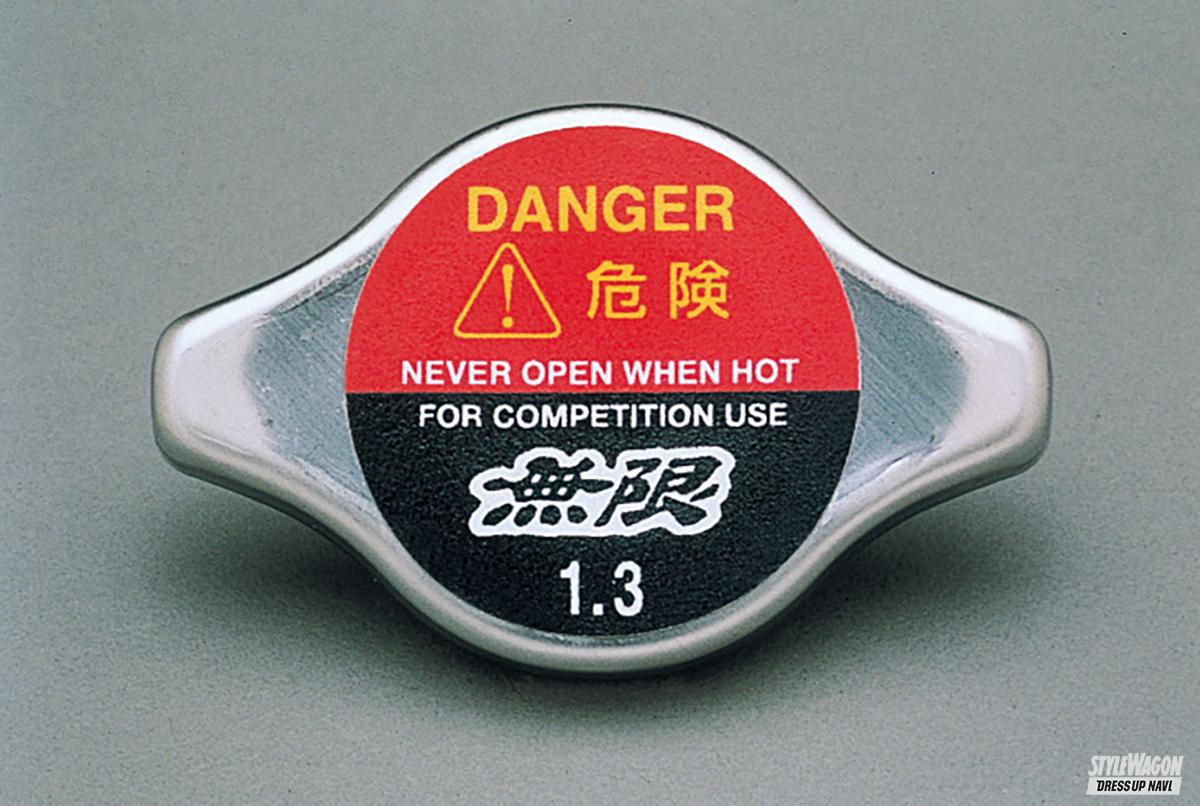 DANGER
危険
NEVER OPEN WHEN HOT
FOR COMPETITION USE
無限
1.3
STYLEWAGON
DRESS UP NAVI